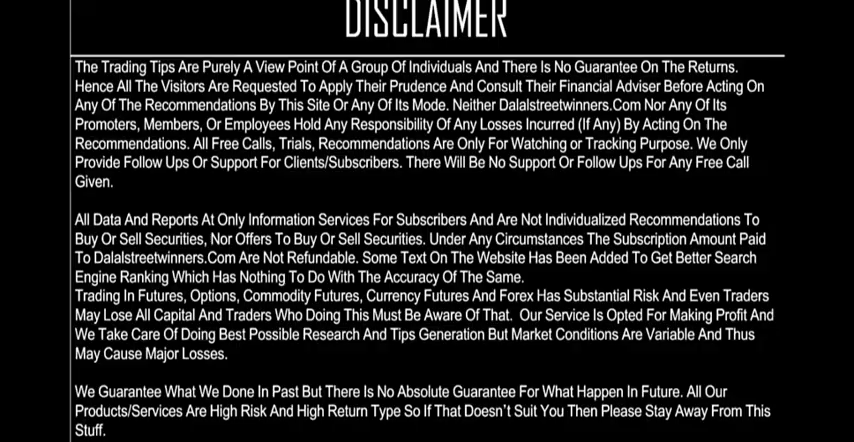 DISCLAIMER
The Trading Tips Are Purely A View Point Of A Group Of Individuals And There Is No Guarantee On The Returns.
Hence All The Visitors Are Requested To Apply Their Prudence And Consult Their Financial Adviser Before Acting On
Any Of The Recommendations By This Site Or Any Of Its Mode. Neither Dalalstreetwinners.Com Nor Any Of Its
Promoters, Members, Or Employees Hold Any Responsibility Of Any Losses Incurred (If Any) By Acting On The
Recommendations. All Free Calls, Trials, Recommendations Are Only For Watching or Tracking Purpose. We Only
Provide Follow Ups Or Support For Clients/Subscribers. There Will Be No Support Or Follow Ups For Any Free Call
Given.
All Data And Reports At Only Information Services For Subscribers And Are Not Individualized Recommendations To
Buy Or Sell Securities, Nor Offers To Buy Or Sell Securities. Under Any Circumstances The Subscription Amount Paid
To Dalalstreetwinners.Com Are Not Refundable. Some Text On The Website Has Been Added To Get Better Search
Engine Ranking Which Has Nothing To Do With The Accuracy Of The Same.
Trading In Futures, Options, Commodity Futures, Currency Futures And Forex Has Substantial Risk And Even Traders
May Lose All Capital And Traders Who Doing This Must Be Aware Of That. Our Service Is Opted For Making Profit And
We Take Care Of Doing Best Possible Research And Tips Generation But Market Conditions Are Variable And Thus
May Cause Major Losses.
We Guarantee What We Done In Past But There Is No Absolute Guarantee For What Happen In Future. All Our
Products/Services Are High Risk And High Return Type So If That Doesn't Suit You Then Please Stay Away From This
Stuff.